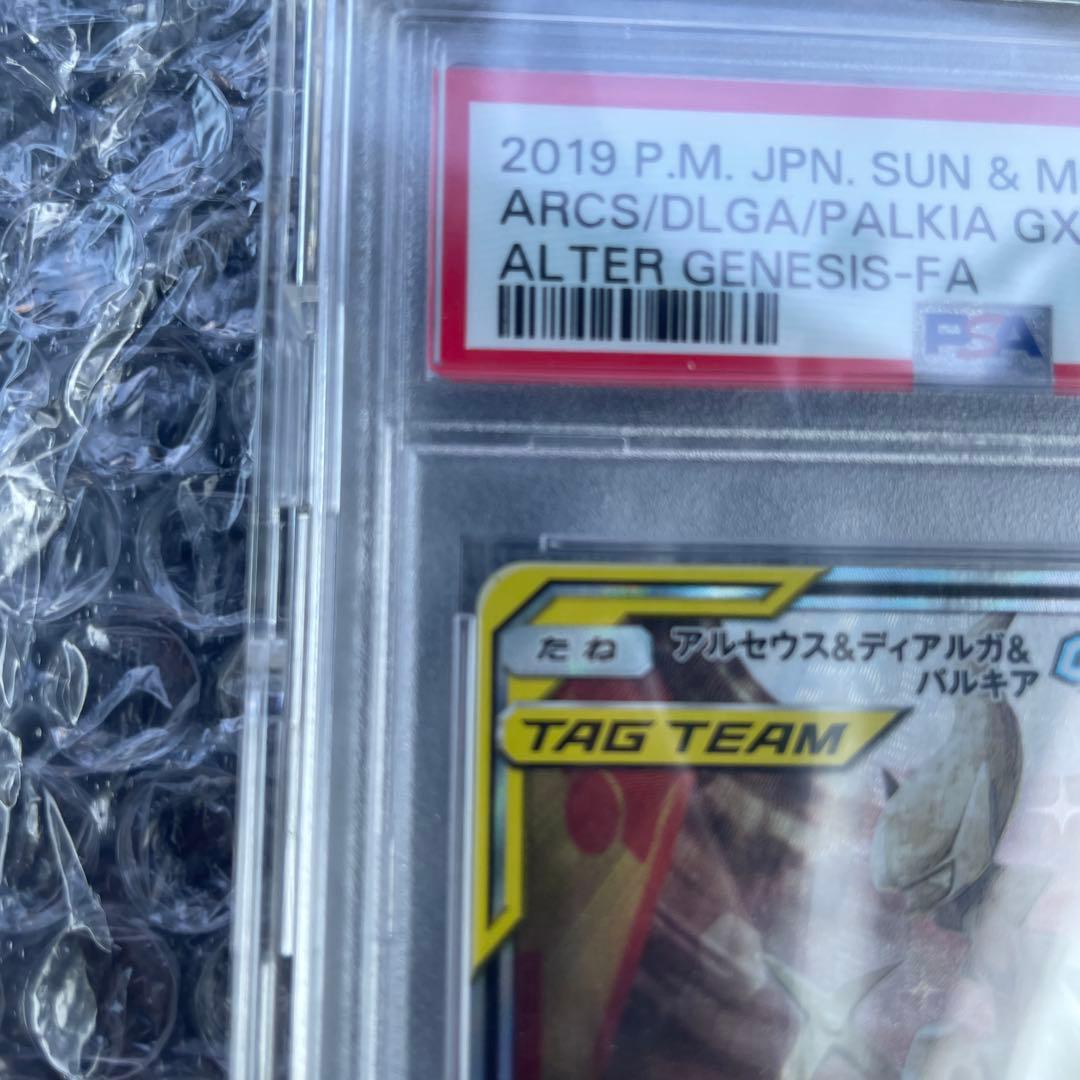 2019 P.M. JPN. SUN & M
ARCS/DLGA/PALKIA GX
ALTER GENESIS-FA
PSA
たね
アルセウス&ディアルガ&
パルキア
TAG TEAM